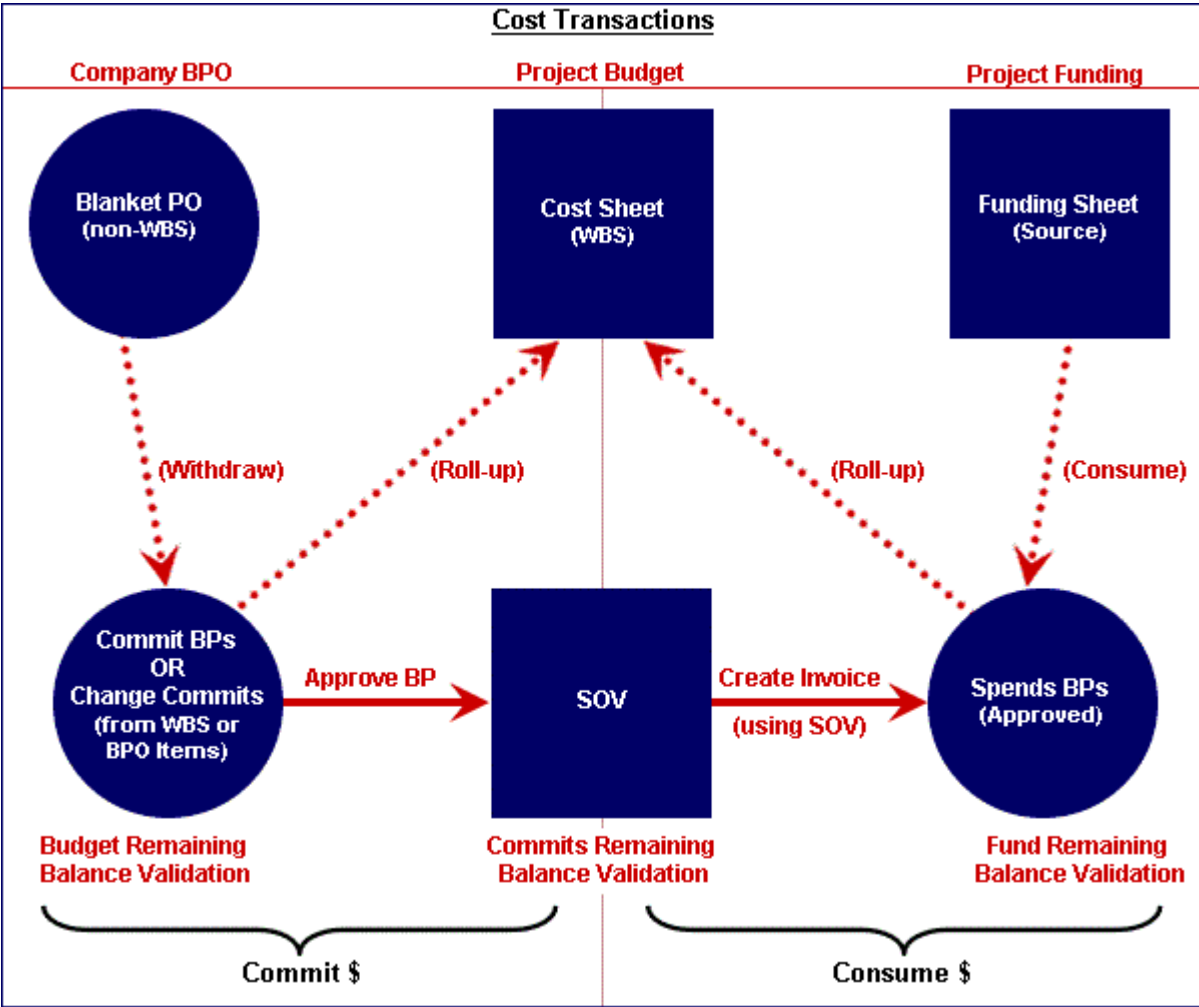 Cost Transactions
Company BPO
Project Budget
Project Funding
Blanket PO
(non-WBS)
Cost Sheet
(WBS)
Funding Sheet
(Source)
(Withdraw)
(Roll-up)
(Roll-up)
(Consume)
Commit BPs
OR
Change Commits
(from WBS or
BPO Items)
Approve BP
SOV
Create Invoice
(using SOV)
Spends BPs
(Approved)
Budget Remaining
Balance Validation
Commits Remaining
Balance Validation
Fund Remaining
Balance Validation
Commit $
Consume $